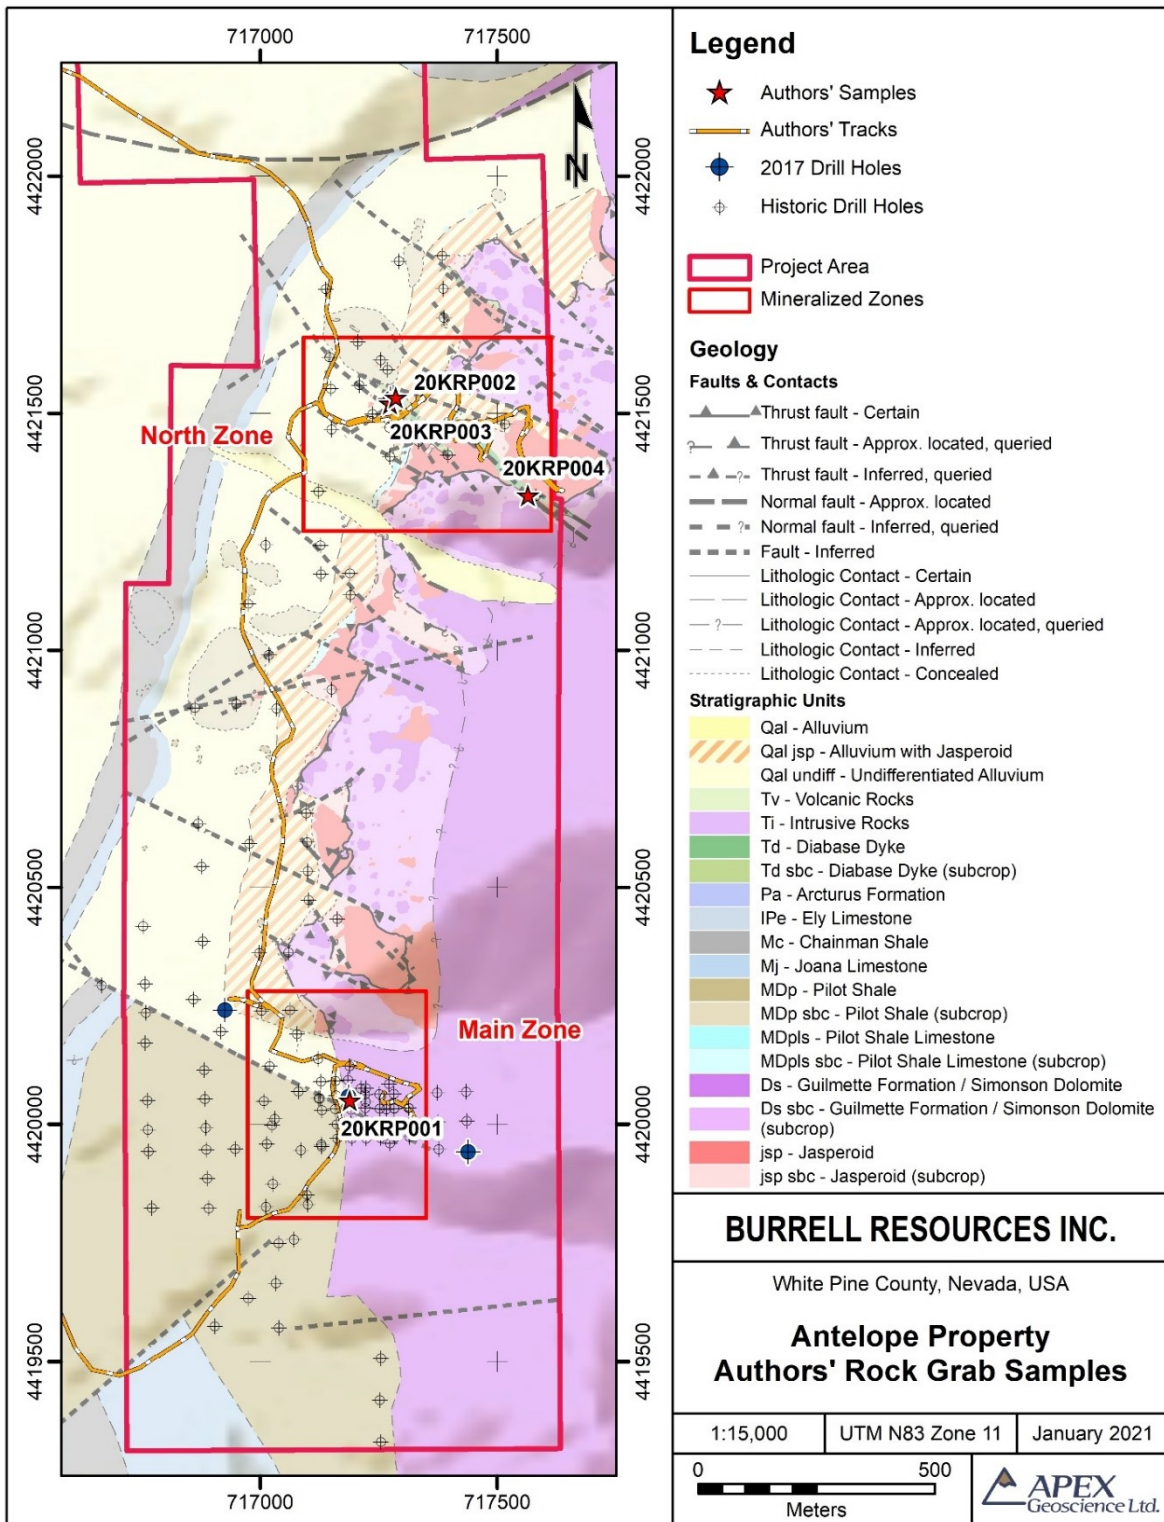 717000
717500
4422000
4421500
4421000
4420500
4420000
4419500
N
20KRP002
North Zone
20KRP003
20KRP004
Main Zone
20KRP001
4422000
4421500
4421000
4420500
4420000
4419500
717000
717500
Legend
Authors' Samples
Authors' Tracks
2017 Drill Holes
Historic Drill Holes
Project Area
Mineralized Zones
Geology
Faults & Contacts
Thrust fault - Certain
Thrust fault - Approx. located, queried
Thrust fault - Inferred, queried
Normal fault - Approx. located
Normal fault - Inferred, queried
Fault - Inferred
Lithologic Contact - Certain
Lithologic Contact - Approx. located
Lithologic Contact - Approx. located, queried
Lithologic Contact - Inferred
Lithologic Contact - Concealed
Stratigraphic Units
Qal - Alluvium
Qal jsp - Alluvium with Jasperoid
Qal undiff - Undifferentiated Alluvium
Tv - Volcanic Rocks
Ti - Intrusive Rocks
Td - Diabase Dyke
Td sbc - Diabase Dyke (subcrop)
Pa - Arcturus Formation
IPe - Ely Limestone
Mc - Chainman Shale
Mj - Joana Limestone
MDp - Pilot Shale
MDp sbc - Pilot Shale (subcrop)
MDpls - Pilot Shale Limestone
MDpls sbc - Pilot Shale Limestone (subcrop)
Ds - Guilmette Formation / Simonson Dolomite
Ds sbc - Guilmette Formation / Simonson Dolomite
(subcrop)
jsp - Jasperoid
jsp sbc - Jasperoid (subcrop)
BURRELL RESOURCES INC.
White Pine County, Nevada, USA
Antelope Property
Authors' Rock Grab Samples
1:15,000
UTM N83 Zone 11
January 2021
0
500
Meters
APEX
Geoscience Ltd.